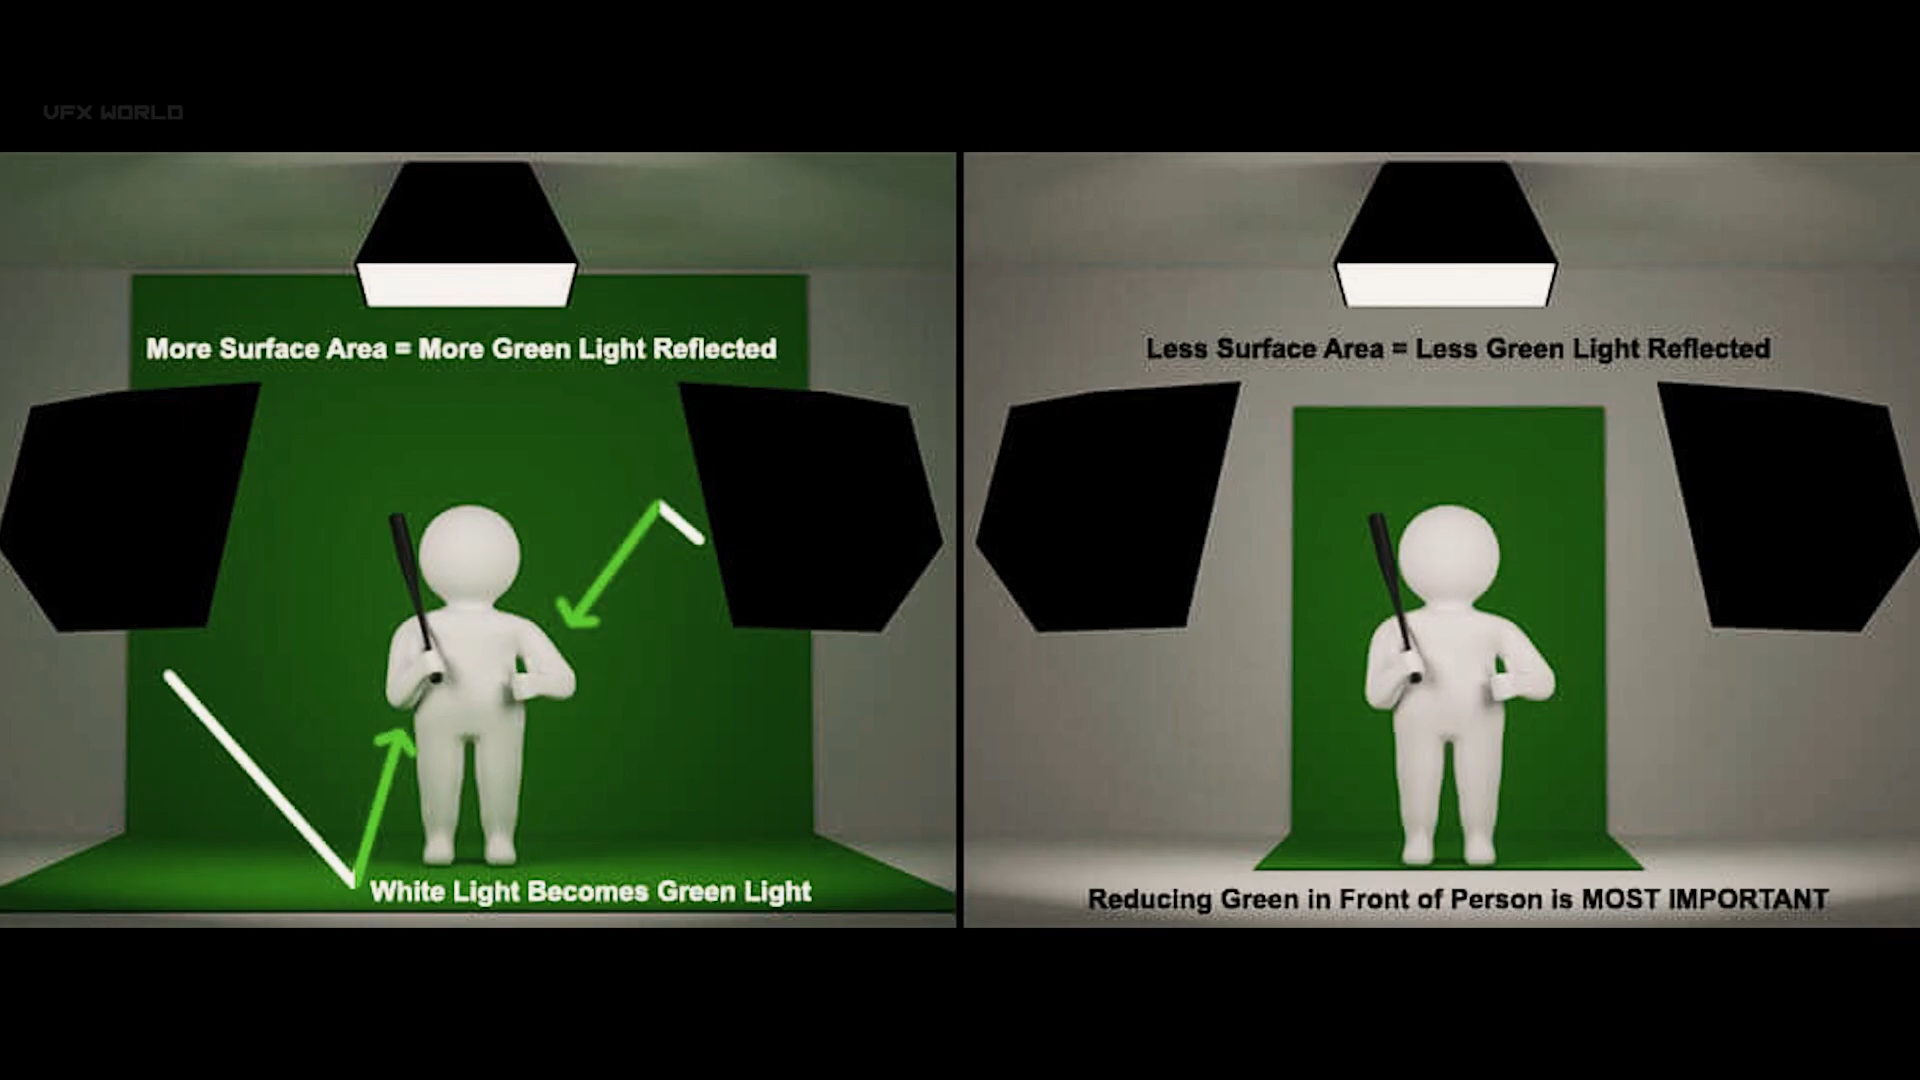 VFX WORLD
More Surface Area = More Green Light Reflected
Less Surface Area = Less Green Light Reflected
White Light Becomes Green Light
Reducing Green in Front of Person is MOST IMPORTANT